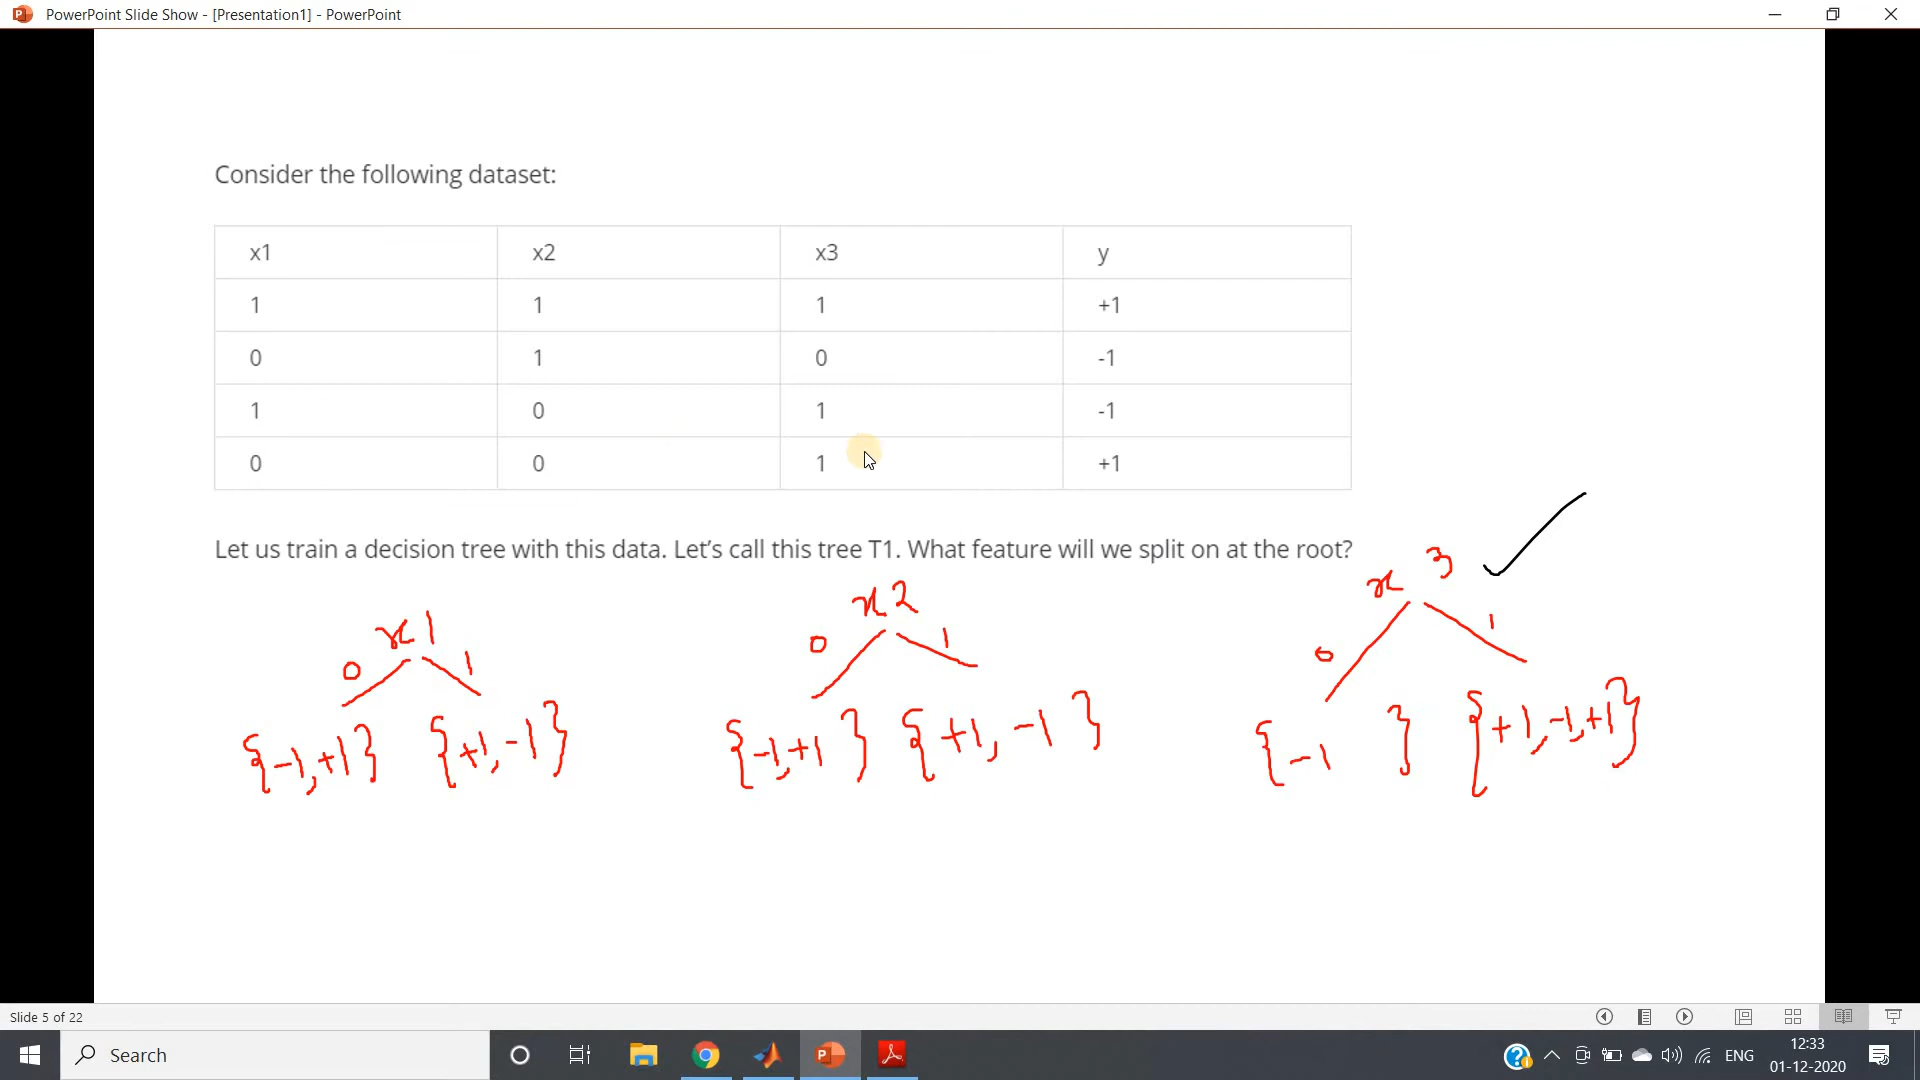 PowerPoint Slide Show - [Presentation1] - PowerPoint
Consider the following dataset:
x1 x2 x3 y
1 1 1 +1
0 1 0 -1
1 0 1 -1
0 0 1 +1
Let us train a decision tree with this data. Let’s call this tree T1. What feature will we split on at the root?
x1 x2 x3
0 1 0 1 0 1
{-1,+1} {+1,-1} {-1,+1} {+1,-1} {-1 } {+1,-1,+1}
Slide 5 of 22
Search
ENG
12:33
01-12-2020